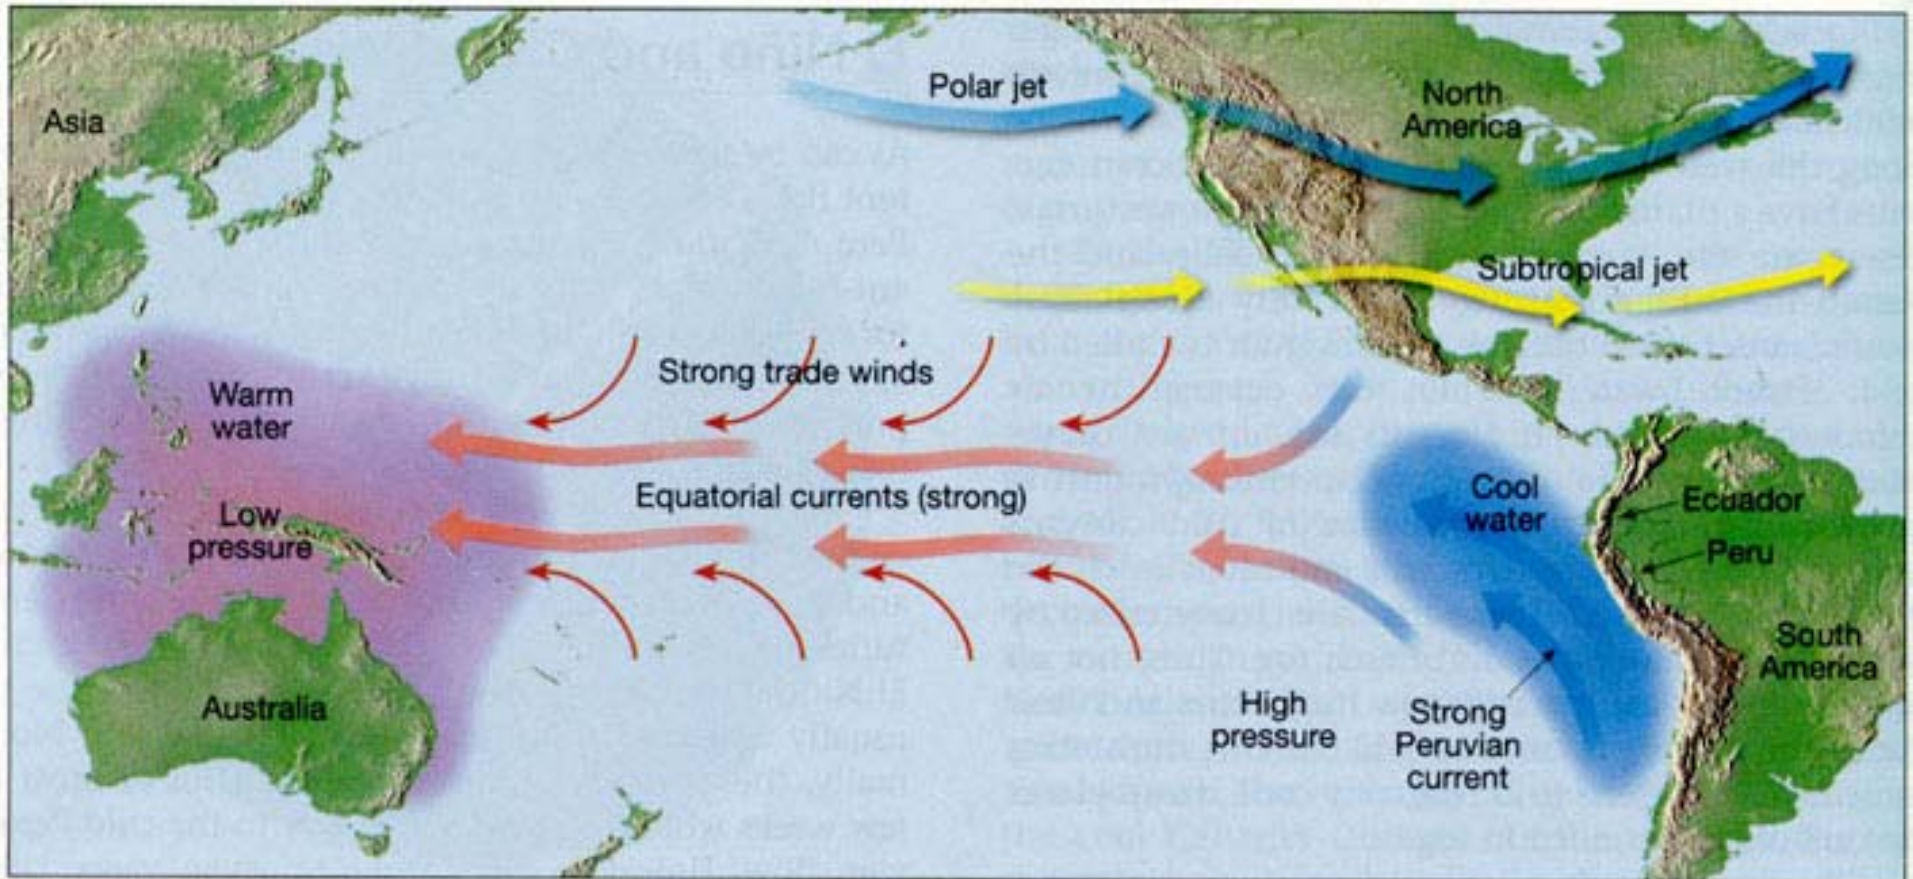 Polar jet
North
America
Asia
Subtropical jet
Strong trade winds
Warm
water
Equatorial currents (strong)
Cool
water
Ecuador
Low
pressure
Peru
South
America
Australia
High
pressure
Strong
Peruvian
current